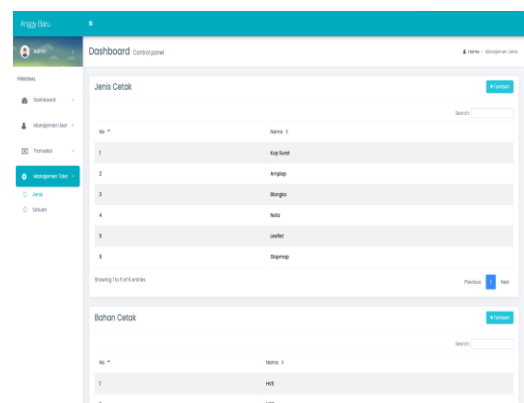 Anggy Baru
Admin
Dashboard Control panel
Home > Manajemen Jenis
PERSONAL
Dashboard
Manajemen User
Transaksi
Manajemen Toko
Jenis
Satuan
Jenis Cetak
+ Tambah
Search:
No Nama
1 Kop Surat
2 Amplop
3 Blangko
4 Nota
5 Leaflet
6 Stopmap
Showing 1 to 6 of 6 entries
Previous 1 Next
Bahan Cetak
+ Tambah
Search:
No Nama
1 HVS